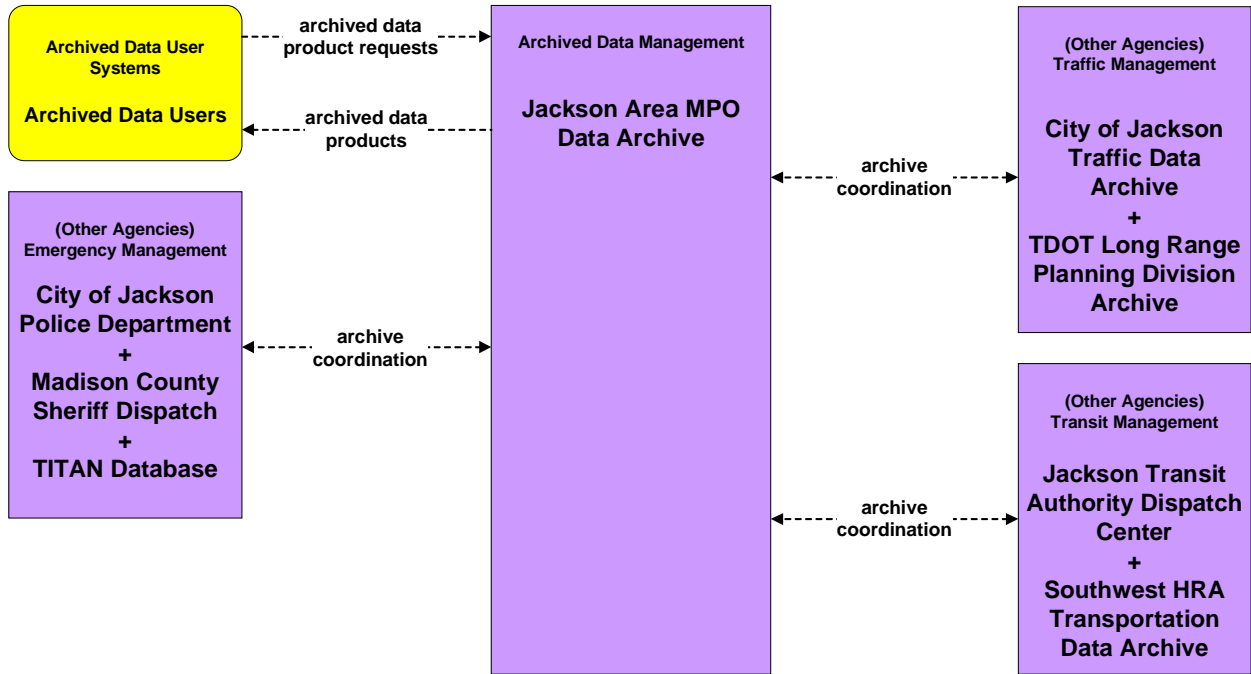 Archived Data User
Systems
Archived Data Users
archived data
product requests
archived data
products
Archived Data Management
Jackson Area MPO
Data Archive
(Other Agencies)
Traffic Management
City of Jackson
Traffic Data
Archive
+
TDOT Long Range
Planning Division
Archive
archive
coordination
(Other Agencies)
Emergency Management
City of Jackson
Police Department
+
Madison County
Sheriff Dispatch
+
TITAN Database
archive
coordination
(Other Agencies)
Transit Management
Jackson Transit
Authority Dispatch
Center
+
Southwest HRA
Transportation
Data Archive
archive
coordination